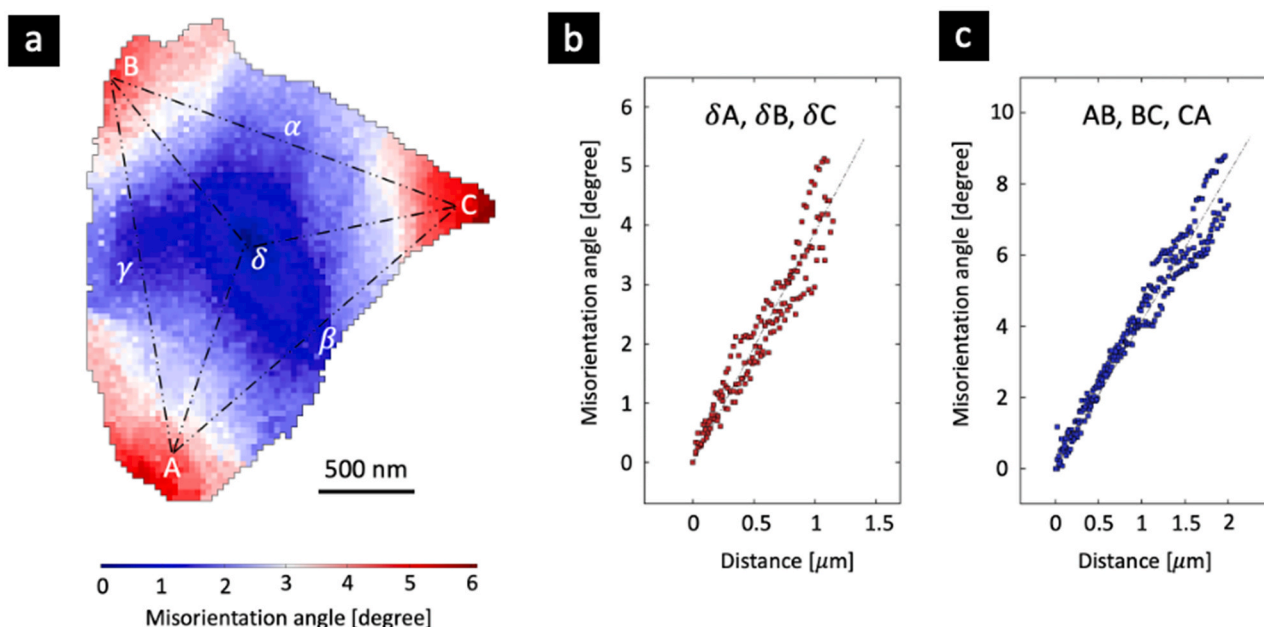 a
B
α
C
γ
δ
β
A
500 nm
0 1 2 3 4 5 6
Misorientation angle [degree]
b
δA, δB, δC
Misorientation angle [degree]
6
5
4
3
2
1
0
0 0.5 1 1.5
Distance [μm]
c
AB, BC, CA
Misorientation angle [degree]
10
8
6
4
2
0
0 0.5 1 1.5 2
Distance [μm]